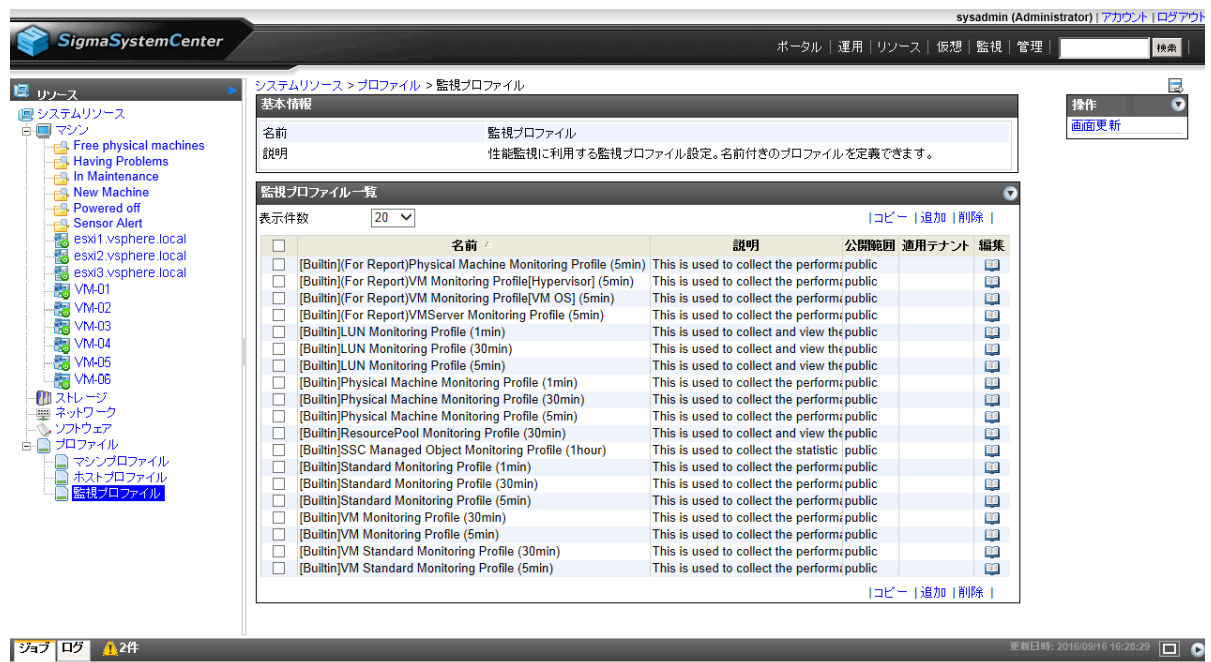 sysadmin (Administrator) | アカウント | ログアウト
SigmaSystemCenter
ポータル | 運用 | リソース | 仮想 | 監視 | 管理 |
検索
リソース
システムリソース
マシン
Free physical machines
Having Problems
In Maintenance
New Machine
Powered off
Sensor Alert
esxi1.vsphere.local
esxi2.vsphere.local
esxi3.vsphere.local
VM-01
VM-02
VM-03
VM-04
VM-05
VM-06
ストレージ
ネットワーク
ソフトウェア
プロファイル
マシンプロファイル
ホストプロファイル
監視プロファイル
システムリソース > プロファイル > 監視プロファイル
基本情報
名前 監視プロファイル
説明 性能監視に利用する監視プロファイル設定。名前付きのプロファイルを定義できます。
監視プロファイル一覧
表示件数 20 | コピー | 追加 | 削除 |
名前 説明 公開範囲 適用テナント 編集
[Builtin](For Report)Physical Machine Monitoring Profile (5min) This is used to collect the performa public
[Builtin](For Report)VM Monitoring Profile[Hypervisor] (5min) This is used to collect the performa public
[Builtin](For Report)VM Monitoring Profile[VM OS] (5min) This is used to collect the performa public
[Builtin](For Report)VMServer Monitoring Profile (5min) This is used to collect the performa public
[Builtin]LUN Monitoring Profile (1min) This is used to collect and view the public
[Builtin]LUN Monitoring Profile (30min) This is used to collect and view the public
[Builtin]LUN Monitoring Profile (5min) This is used to collect and view the public
[Builtin]Physical Machine Monitoring Profile (1min) This is used to collect the performa public
[Builtin]Physical Machine Monitoring Profile (30min) This is used to collect the performa public
[Builtin]Physical Machine Monitoring Profile (5min) This is used to collect the performa public
[Builtin]ResourcePool Monitoring Profile (30min) This is used to collect and view the public
[Builtin]SSC Managed Object Monitoring Profile (1hour) This is used to collect the statistic public
[Builtin]Standard Monitoring Profile (1min) This is used to collect the performa public
[Builtin]Standard Monitoring Profile (30min) This is used to collect the performa public
[Builtin]Standard Monitoring Profile (5min) This is used to collect the performa public
[Builtin]VM Monitoring Profile (30min) This is used to collect the performa public
[Builtin]VM Monitoring Profile (5min) This is used to collect the performa public
[Builtin]VM Standard Monitoring Profile (30min) This is used to collect the performa public
[Builtin]VM Standard Monitoring Profile (5min) This is used to collect the performa public
| コピー | 追加 | 削除 |
操作
画面更新
ジョブ ログ 2件
更新日時: 2016/09/16 16:28:29